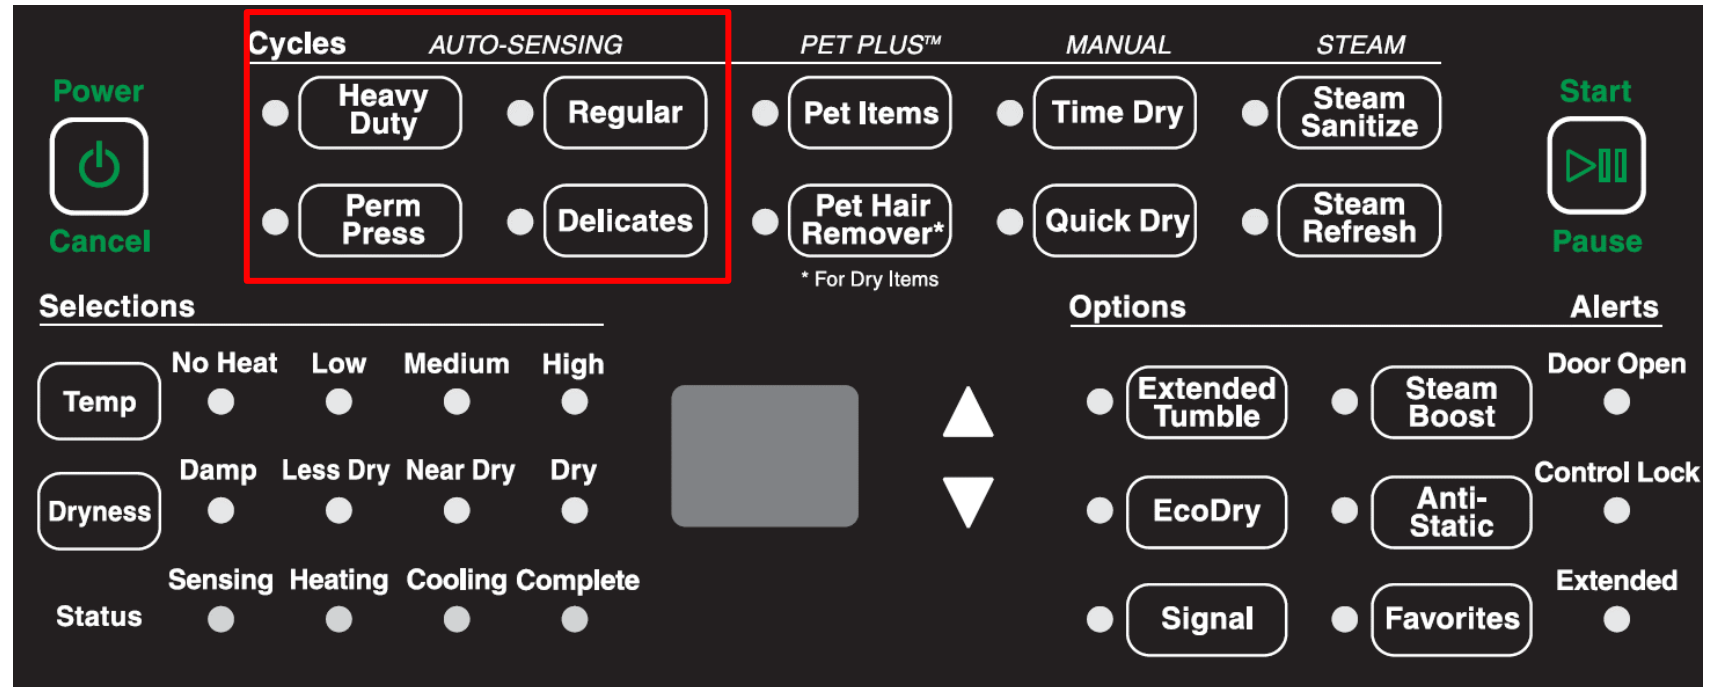 Cycles AUTO-SENSING PET PLUS™ MANUAL STEAM
Power
Cancel
Heavy
Duty
Regular
Pet Items
Time Dry
Steam
Sanitize
Perm
Press
Delicates
Pet Hair
Remover*
Quick Dry
Steam
Refresh
* For Dry Items
Start
Pause
Selections
Temp
No Heat Low Medium High
Dryness
Damp Less Dry Near Dry Dry
Status
Sensing Heating Cooling Complete
Options
Extended
Tumble
Steam
Boost
EcoDry
Anti-
Static
Signal
Favorites
Alerts
Door Open
Control Lock
Extended